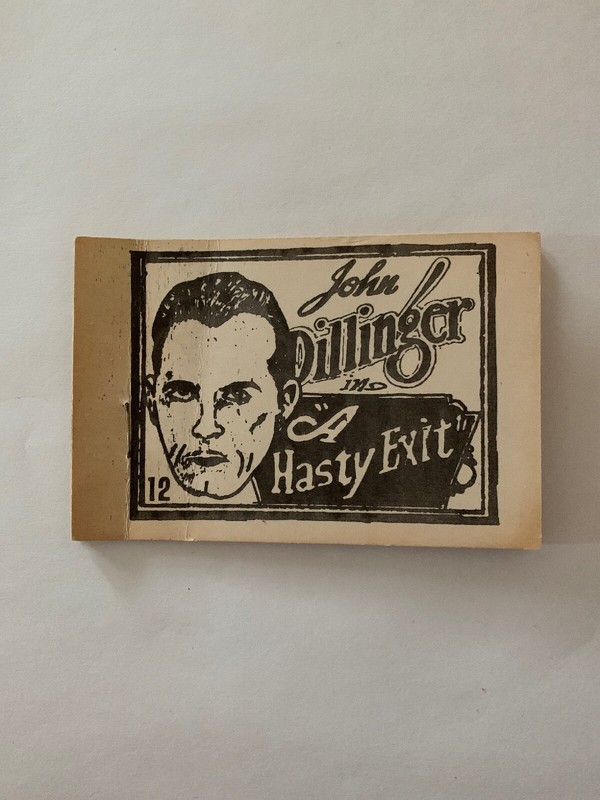 John
Dillinger
in
"A
Hasty Exit"
12